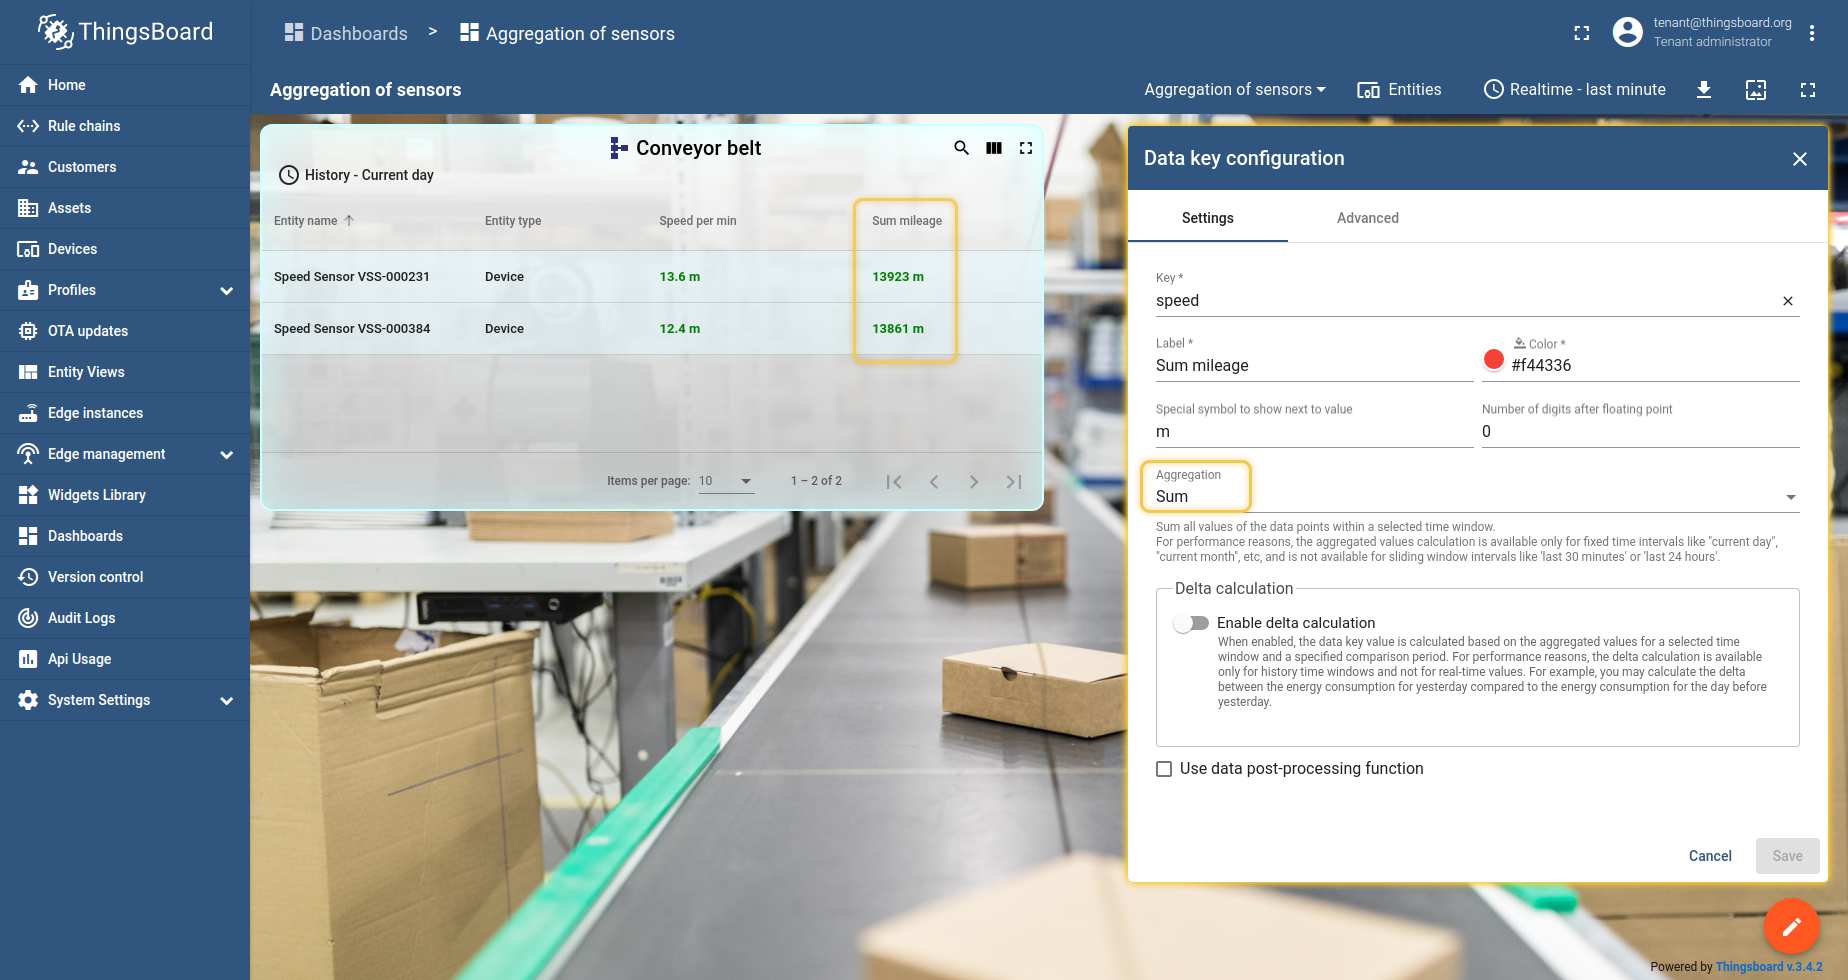 ThingsBoard
Dashboards > Aggregation of sensors
tenant@thingsboard.org
Tenant administrator
Aggregation of sensors
Aggregation of sensors
Entities
Realtime - last minute
Home
Rule chains
Customers
Assets
Devices
Profiles
OTA updates
Entity Views
Edge instances
Edge management
Widgets Library
Dashboards
Version control
Audit Logs
Api Usage
System Settings
Conveyor belt
History - Current day
Entity name Entity type Speed per min Sum mileage
Speed Sensor VSS-000231 Device 13.6 m 13923 m
Speed Sensor VSS-000384 Device 12.4 m 13861 m
Items per page: 10 1 – 2 of 2
Data key configuration
Settings Advanced
Key *
speed
Label *
Sum mileage
Color *
#f44336
Special symbol to show next to value
m
Number of digits after floating point
0
Aggregation
Sum
Sum all values of the data points within a selected time window.
For performance reasons, the aggregated values calculation is available only for fixed time intervals like "current day",
"current month", etc, and is not available for sliding window intervals like 'last 30 minutes' or 'last 24 hours'.
Delta calculation
Enable delta calculation
When enabled, the data key value is calculated based on the aggregated values for a selected time
window and a specified comparison period. For performance reasons, the delta calculation is available
only for history time windows and not for real-time values. For example, you may calculate the delta
between the energy consumption for yesterday compared to the energy consumption for the day before
yesterday.
Use data post-processing function
Cancel Save
Powered by Thingsboard v.3.4.2